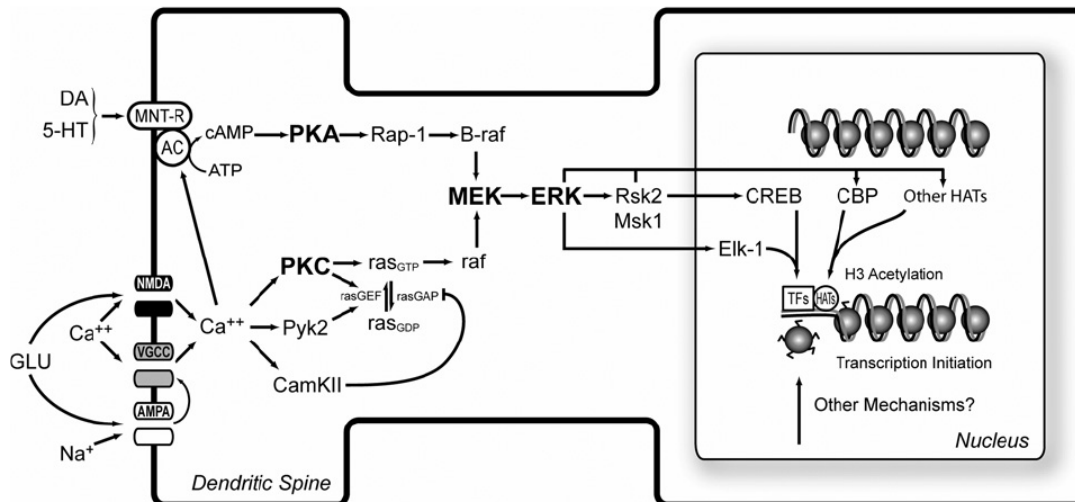 DA
5-HT
MNT-R
AC
cAMP
ATP
PKA
Rap-1
B-raf
MEK
ERK
Rsk2
Msk1
CREB
CBP
Other HATs
Elk-1
PKC
rasGTP
raf
rasGEF
rasGAP
rasGDP
Pyk2
CamKII
Ca++
NMDA
Ca++
VGCC
GLU
AMPA
Na+
H3 Acetylation
TFs
HATs
Transcription Initiation
Other Mechanisms?
Nucleus
Dendritic Spine